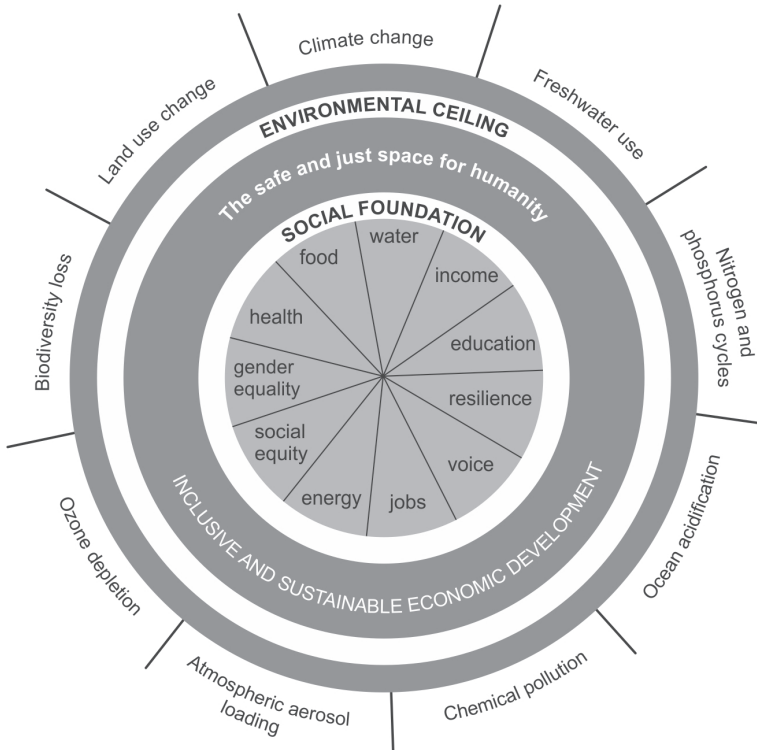 Climate change
Freshwater use
Nitrogen and
phosphorus cycles
Ocean acidification
Chemical pollution
Atmospheric aerosol
loading
Ozone depletion
Biodiversity loss
Land use change
ENVIRONMENTAL CEILING
The safe and just space for humanity
SOCIAL FOUNDATION
water
income
education
resilience
voice
jobs
energy
social
equity
gender
equality
health
food
INCLUSIVE AND SUSTAINABLE ECONOMIC DEVELOPMENT